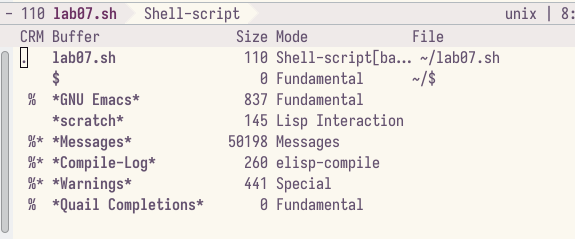 - 110 lab07.sh Shell-script unix | 8:
CRM Buffer Size Mode File
. lab07.sh 110 Shell-script[ba... ~/lab07.sh
$ 0 Fundamental ~/$
% *GNU Emacs* 837 Fundamental
*scratch* 145 Lisp Interaction
%* *Messages* 50198 Messages
%* *Compile-Log* 260 elisp-compile
%* *Warnings* 441 Special
% *Quail Completions* 0 Fundamental